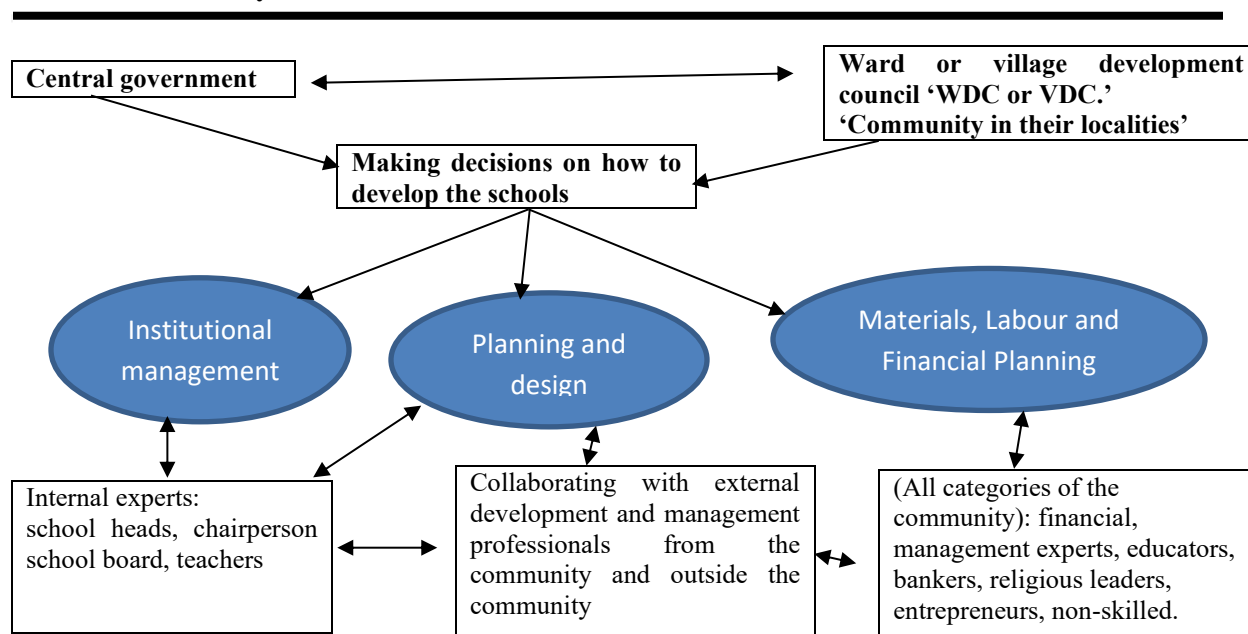 Central government
Ward or village development
council ‘WDC or VDC.’
‘Community in their localities’
Making decisions on how to
develop the schools
Institutional
management
Planning and
design
Materials, Labour and
Financial Planning
Internal experts:
school heads, chairperson
school board, teachers
Collaborating with external
development and management
professionals from the
community and outside the
community
(All categories of the
community): financial,
management experts, educators,
bankers, religious leaders,
entrepreneurs, non-skilled.